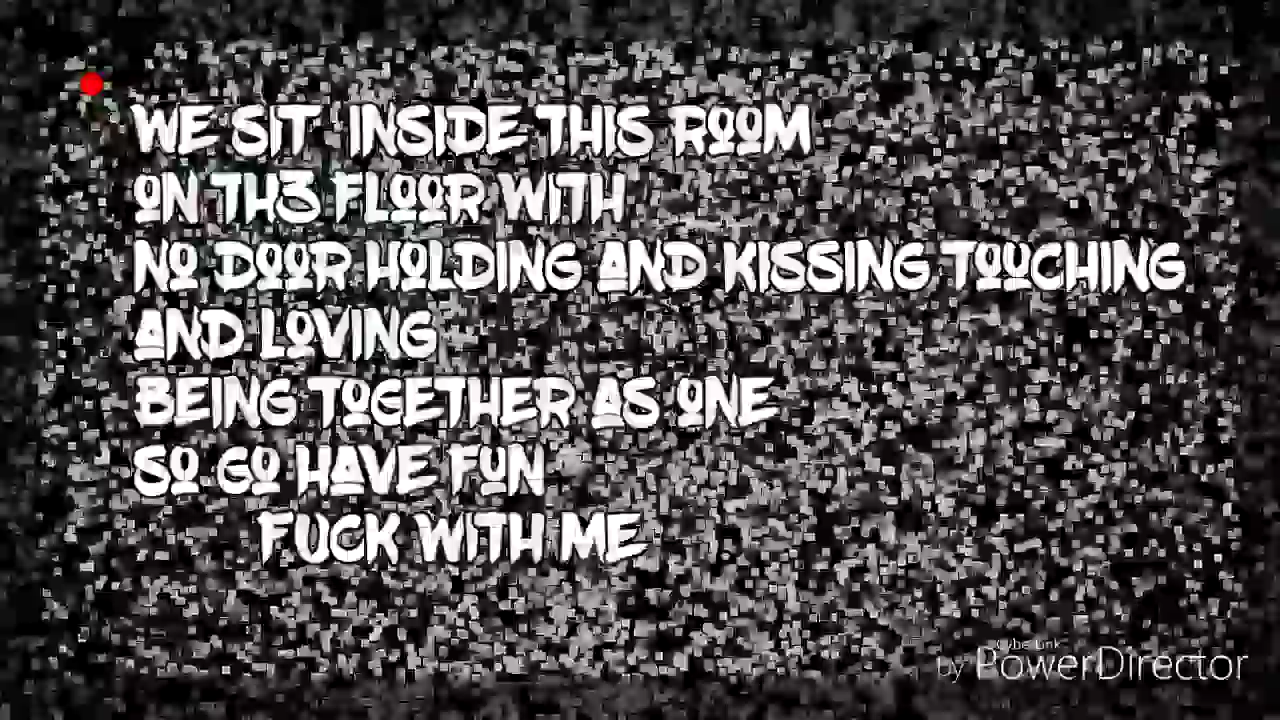 WE SIT INSIDE THIS ROOM
ON TH3 FLOOR WITH
NO DOOR HOLDING AND KISSING TOUCHING
AND LOVING
BEING TOGETHER AS ONE
SO GO HAVE FUN
FUCK WITH ME
CyberLink
by PowerDirector